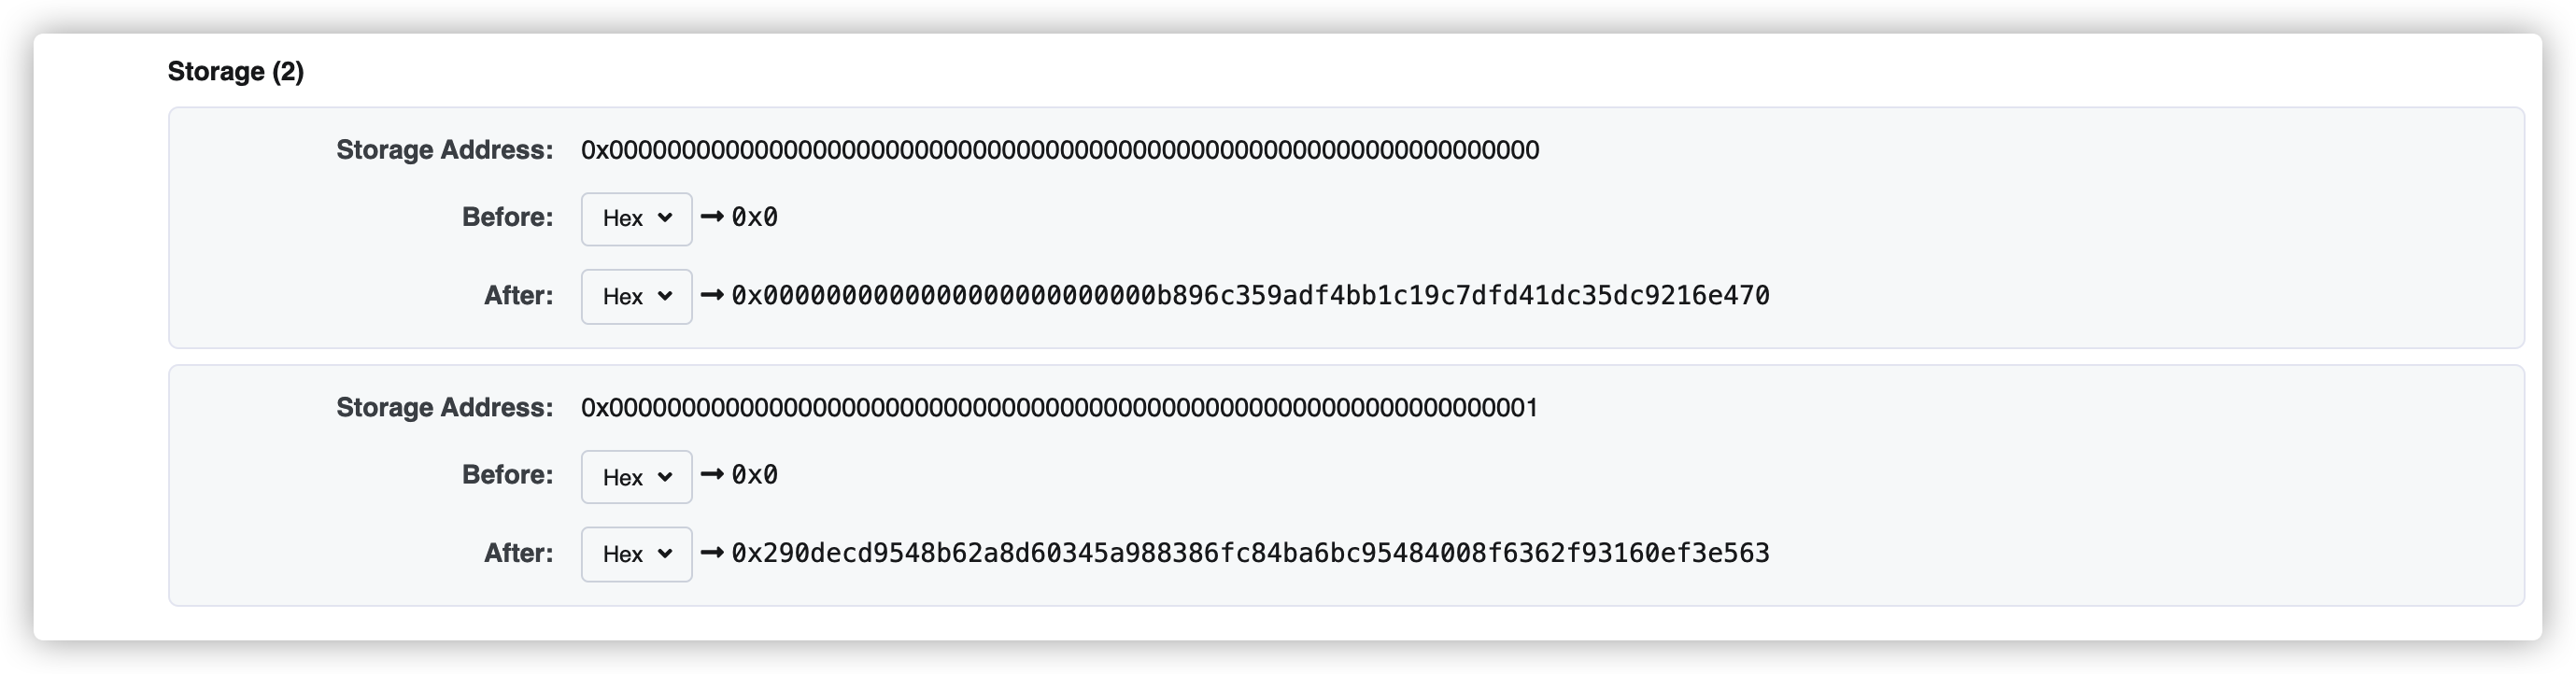 Storage (2)
Storage Address: 0x0000000000000000000000000000000000000000000000000000000000000000
Before: Hex → 0x0
After: Hex → 0x000000000000000000000000b896c359adf4bb1c19c7dfd41dc35dc9216e470
Storage Address: 0x0000000000000000000000000000000000000000000000000000000000000001
Before: Hex → 0x0
After: Hex → 0x290decd9548b62a8d60345a988386fc84ba6bc95484008f6362f93160ef3e563